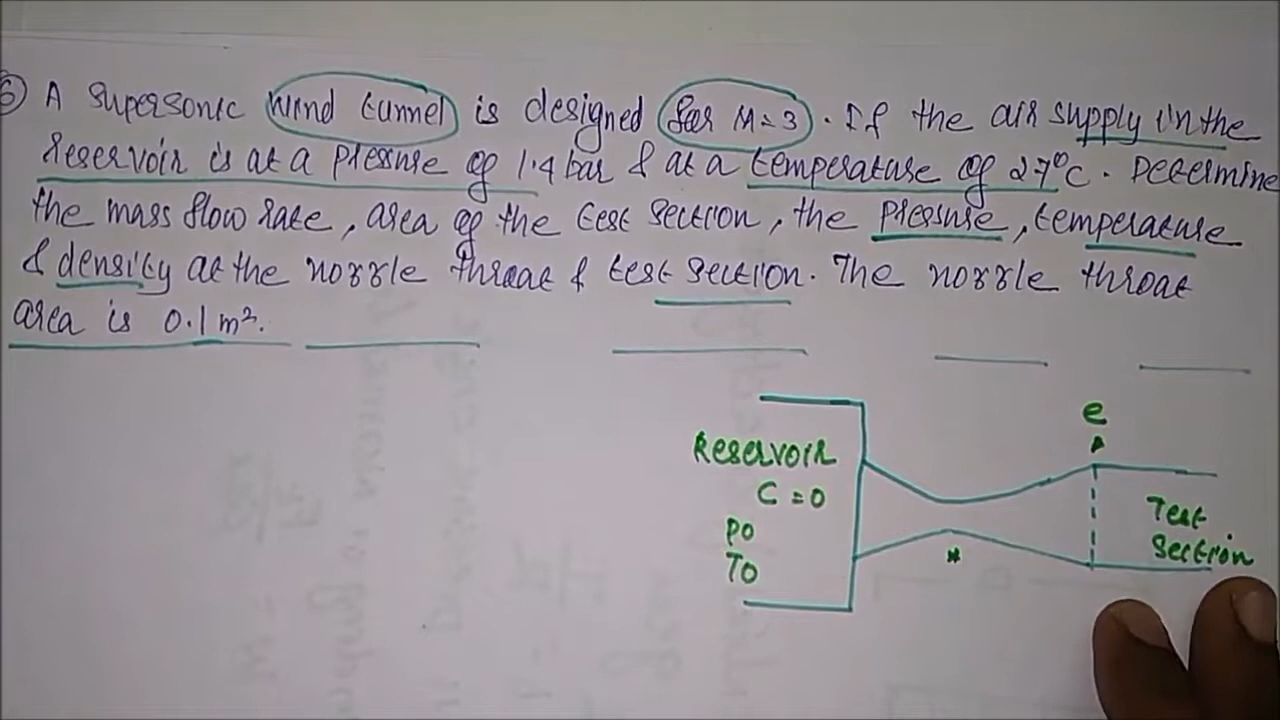 6) A supersonic wind tunnel is designed for M=3. If the air supply in the
reservoir is at a pressure of 1.4 bar & at a temperature of 27°C. Determine
the mass flow rate, area of the test section, the pressure, temperature
& density at the nozzle throat & test section. The nozzle throat
area is 0.1 m².
e
Reservoir
C = 0
Po
To
*
Test
Section